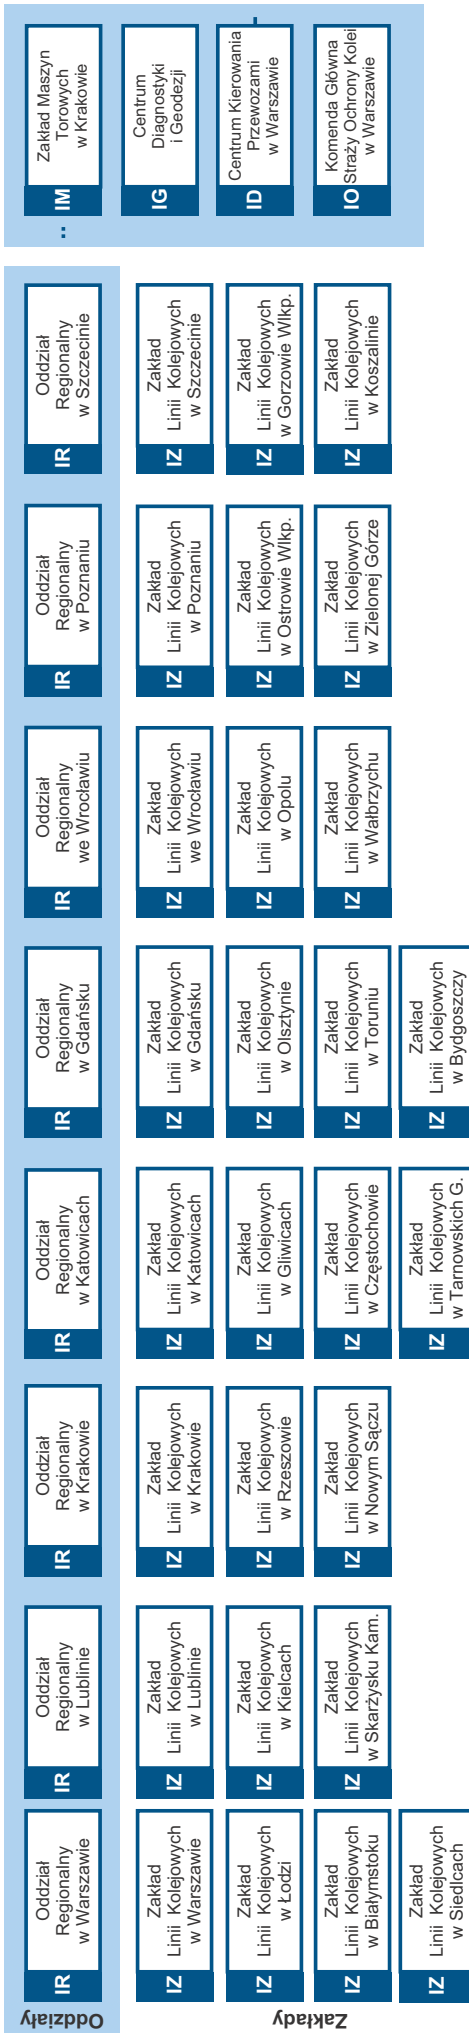 Oddziały
IR
Oddział
Regionalny
w Warszawie
IR
Oddział
Regionalny
w Lublinie
IR
Oddział
Regionalny
w Krakowie
IR
Oddział
Regionalny
w Katowicach
IR
Oddział
Regionalny
w Gdańsku
IR
Oddział
Regionalny
we Wrocławiu
IR
Oddział
Regionalny
w Poznaniu
IR
Oddział
Regionalny
w Szczecinie
Zakłady
IZ
Zakład
Linii Kolejowych
w Warszawie
IZ
Zakład
Linii Kolejowych
w Lublinie
IZ
Zakład
Linii Kolejowych
w Krakowie
IZ
Zakład
Linii Kolejowych
w Katowicach
IZ
Zakład
Linii Kolejowych
w Gdańsku
IZ
Zakład
Linii Kolejowych
we Wrocławiu
IZ
Zakład
Linii Kolejowych
w Poznaniu
IZ
Zakład
Linii Kolejowych
w Szczecinie
IZ
Zakład
Linii Kolejowych
w Łodzi
IZ
Zakład
Linii Kolejowych
w Kielcach
IZ
Zakład
Linii Kolejowych
w Rzeszowie
IZ
Zakład
Linii Kolejowych
w Gliwicach
IZ
Zakład
Linii Kolejowych
w Olsztynie
IZ
Zakład
Linii Kolejowych
w Opolu
IZ
Zakład
Linii Kolejowych
w Ostrowie Wlkp.
IZ
Zakład
Linii Kolejowych
w Gorzowie Wlkp.
IZ
Zakład
Linii Kolejowych
w Białymstoku
IZ
Zakład
Linii Kolejowych
w Skarżysku Kam.
IZ
Zakład
Linii Kolejowych
w Nowym Sączu
IZ
Zakład
Linii Kolejowych
w Częstochowie
IZ
Zakład
Linii Kolejowych
w Toruniu
IZ
Zakład
Linii Kolejowych
w Wałbrzychu
IZ
Zakład
Linii Kolejowych
w Zielonej Górze
IZ
Zakład
Linii Kolejowych
w Koszalinie
IZ
Zakład
Linii Kolejowych
w Siedlcach
IZ
Zakład
Linii Kolejowych
w Tarnowskich G.
IZ
Zakład
Linii Kolejowych
w Bydgoszczy
IM
Zakład Maszyn
Torowych
w Krakowie
IG
Centrum
Diagnostyki
i Geodezji
ID
Centrum Kierowania
Przewozami
w Warszawie
IO
Komenda Główna
Straży Ochrony Kolei
w Warszawie